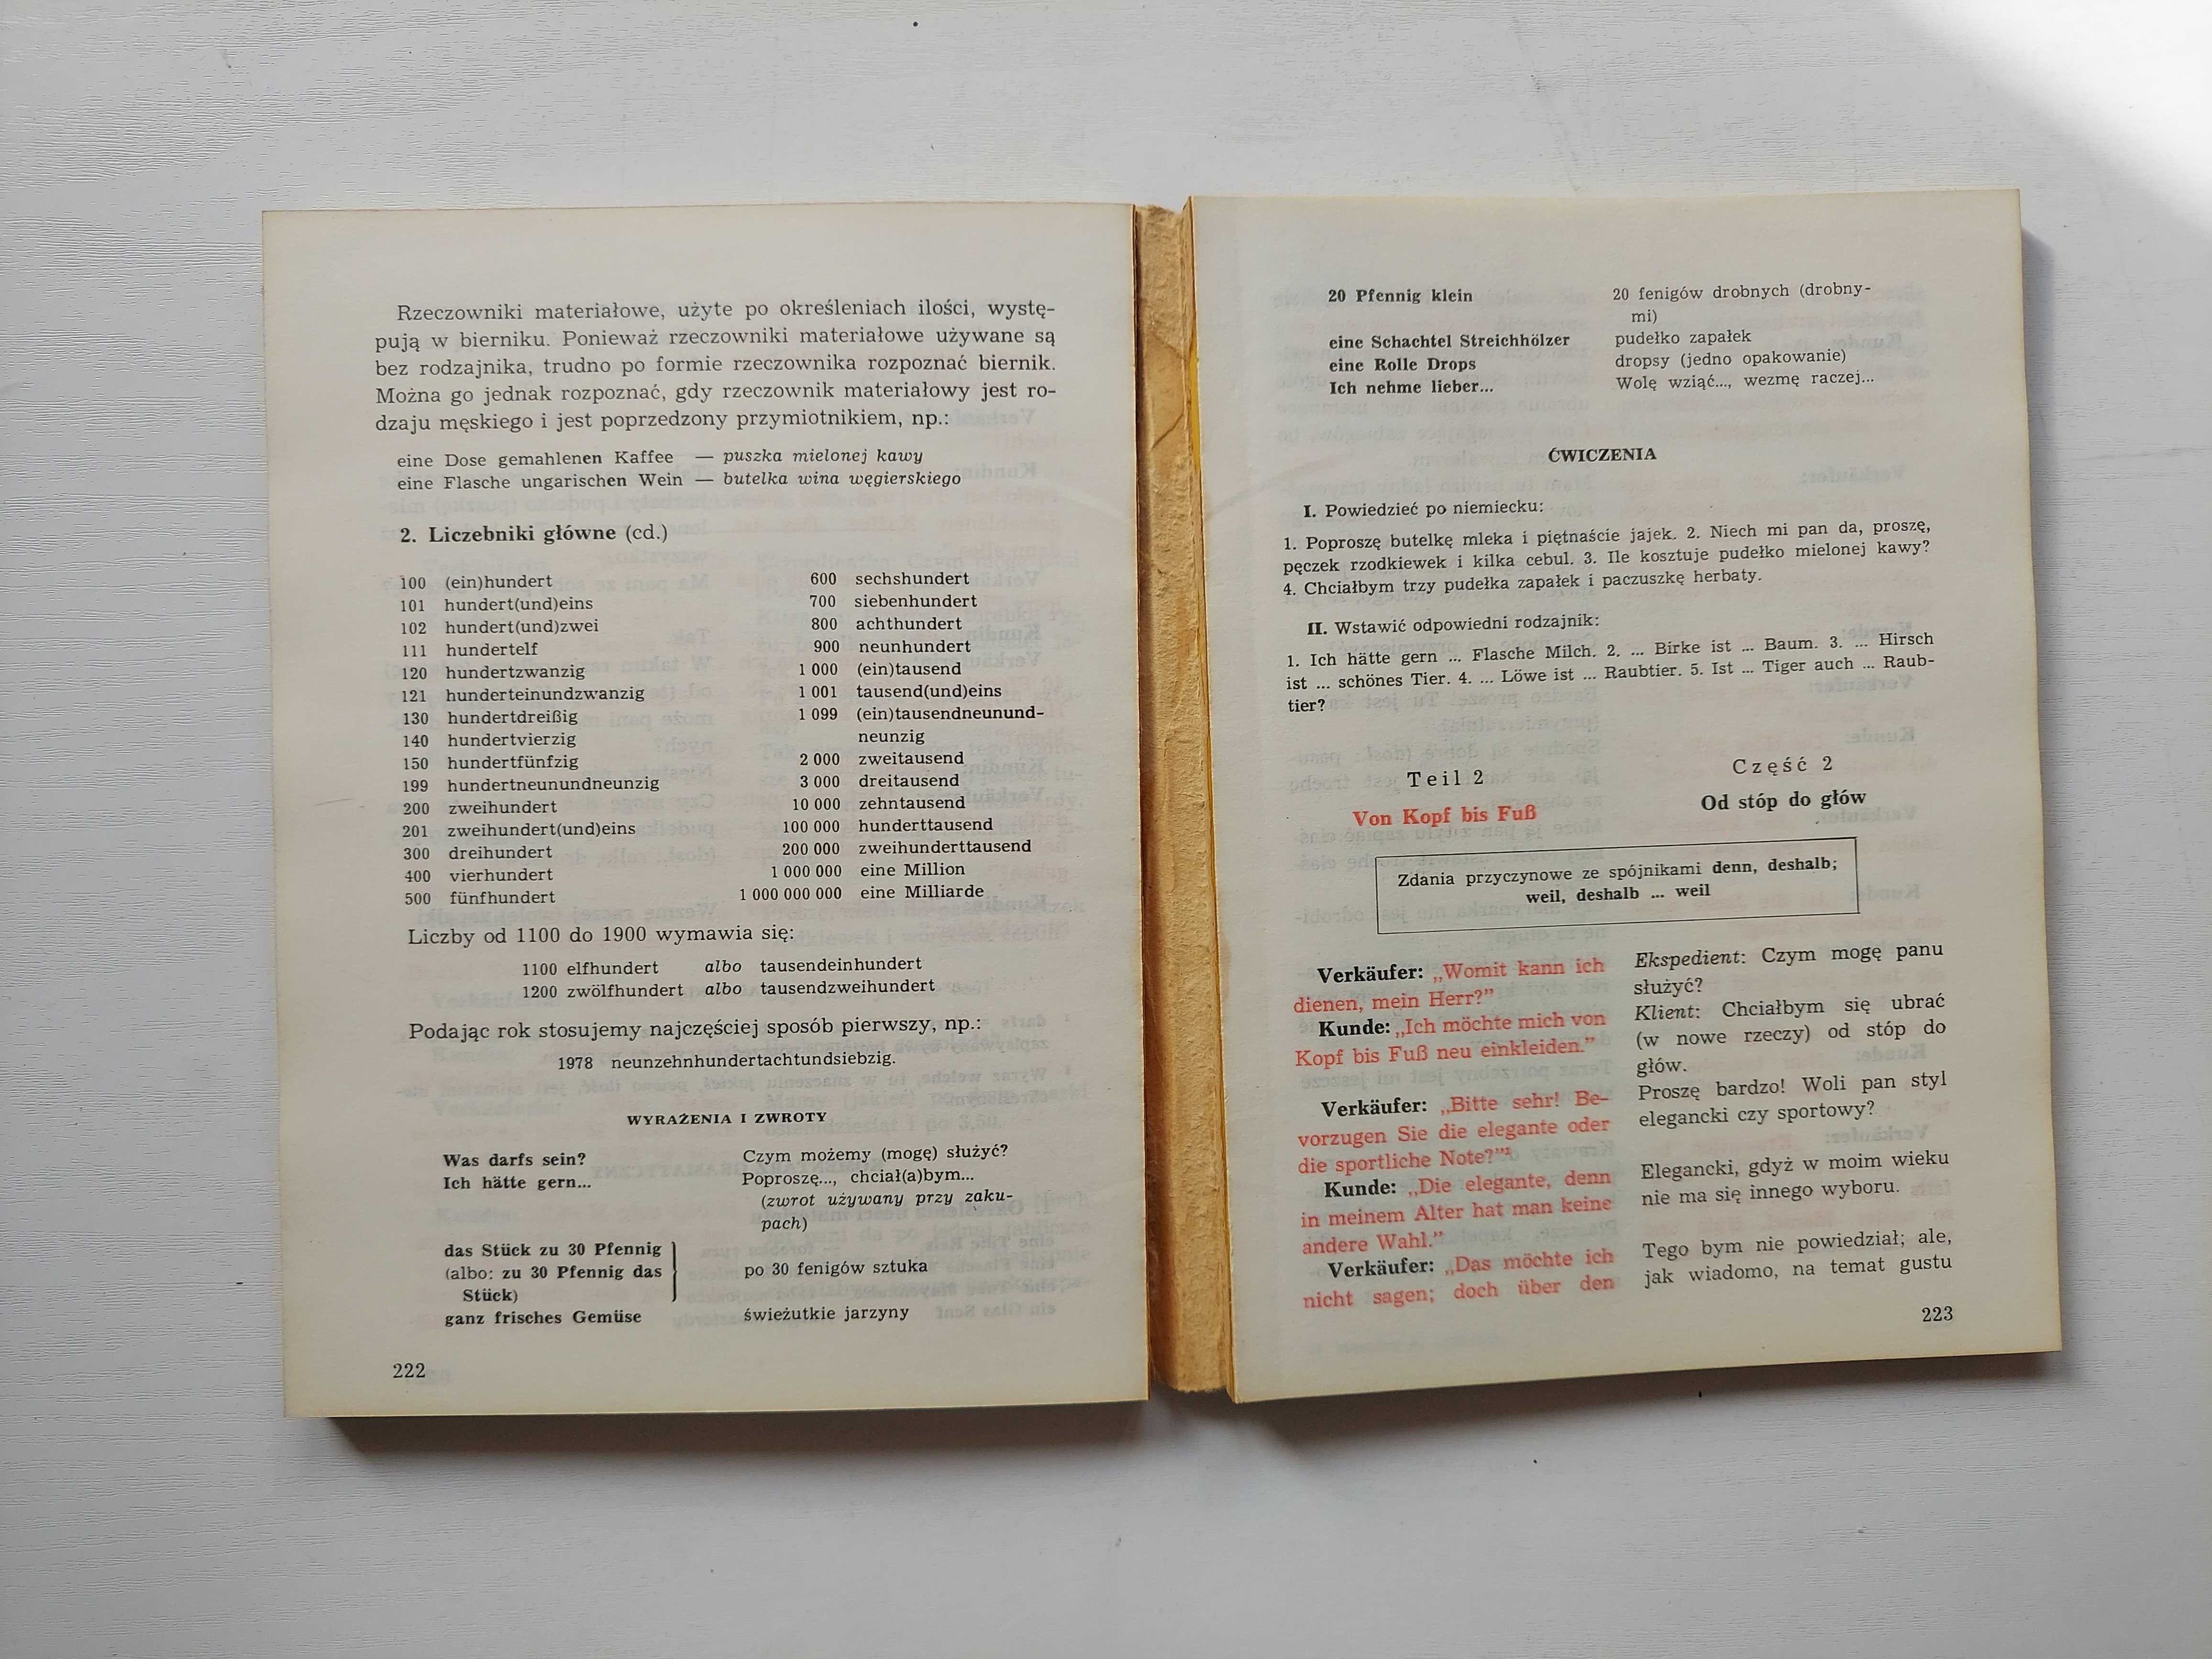 Rzeczowniki materiałowe, użyte po określeniach ilości, wystę-
pują w bierniku. Ponieważ rzeczowniki materiałowe używane są
bez rodzajnika, trudno po formie rzeczownika rozpoznać biernik.
Można go jednak rozpoznać, gdy rzeczownik materiałowy jest ro-
dzaju męskiego i jest poprzedzony przymiotnikiem, np.:
eine Dose gemahlenen Kaffee — puszka mielonej kawy
eine Flasche ungarischen Wein — butelka wina węgierskiego
2. Liczebniki główne (cd.)
100 (ein)hundert
101 hundert(und)eins
102 hundert(und)zwei
111 hundertelf
120 hundertzwanzig
121 hunderteinundzwanzig
130 hundertdreißig
140 hundertvierzig
150 hundertfünfzig
199 hundertneunundneunzig
200 zweihundert
201 zweihundert(und)eins
300 dreihundert
400 vierhundert
500 fünfhundert
600 sechshundert
700 siebenhundert
800 achthundert
900 neunhundert
1 000 (ein)tausend
1 001 tausend(und)eins
1 099 (ein)tausendneunund-
neunzig
2 000 zweitausend
3 000 dreitausend
10 000 zehntausend
100 000 hunderttausend
200 000 zweihunderttausend
1 000 000 eine Million
1 000 000 000 eine Milliarde
Liczby od 1100 do 1900 wymawia się:
1100 elfhundert albo tausendeinhundert
1200 zwölfhundert albo tausendzweihundert
Podając rok stosujemy najczęściej sposób pierwszy, np.:
1978 neunzehnhundertachtundsiebzig.
WYRAŻENIA I ZWROTY
Was darfs sein? Czym możemy (mogę) służyć?
Ich hätte gern... Poproszę..., chciał(a)bym...
(zwrot używany przy zaku-
pach)
das Stück zu 30 Pfennig
(albo: zu 30 Pfennig das po 30 fenigów sztuka
Stück)
ganz frisches Gemüse świeżutkie jarzyny
222
20 Pfennig klein 20 fenigów drobnych (drobny-
mi)
eine Schachtel Streichhölzer pudełko zapałek
eine Rolle Drops dropsy (jedno opakowanie)
Ich nehme lieber... Wolę wziąć..., wezmę raczej...
ĆWICZENIA
I. Powiedzieć po niemiecku:
1. Poproszę butelkę mleka i piętnaście jajek. 2. Niech mi pan da, proszę,
pęczek rzodkiewek i kilka cebul. 3. Ile kosztuje pudełko mielonej kawy?
4. Chciałbym trzy pudełka zapałek i paczuszkę herbaty.
II. Wstawić odpowiedni rodzajnik:
1. Ich hätte gern ... Flasche Milch. 2. ... Birke ist ... Baum. 3. ... Hirsch
ist ... schönes Tier. 4. ... Löwe ist ... Raubtier. 5. Ist ... Tiger auch ... Raub-
tier?
Teil 2
Von Kopf bis Fuß
Część 2
Od stóp do głów
Zdania przyczynowe ze spójnikami denn, deshalb;
weil, deshalb ... weil
Verkäufer: „Womit kann ich
dienen, mein Herr?”
Kunde: „Ich möchte mich von
Kopf bis Fuß neu einkleiden.”
Verkäufer: „Bitte sehr! Be-
vorzugen Sie die elegante oder
die sportliche Note?”¹
Kunde: „Die elegante, denn
in meinem Alter hat man keine
andere Wahl.”
Verkäufer: „Das möchte ich
nicht sagen; doch über den
Ekspedient: Czym mogę panu
służyć?
Klient: Chciałbym się ubrać
(w nowe rzeczy) od stóp do
głów.
Proszę bardzo! Woli pan styl
elegancki czy sportowy?
Elegancki, gdyż w moim wieku
nie ma się innego wyboru.
Tego bym nie powiedział; ale,
jak wiadomo, na temat gustu
223